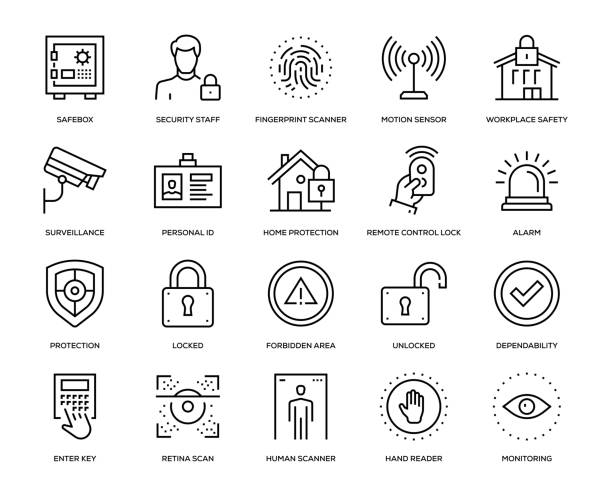 SAFEBOX
SECURITY STAFF
FINGERPRINT SCANNER
MOTION SENSOR
WORKPLACE SAFETY
SURVEILLANCE
PERSONAL ID
HOME PROTECTION
REMOTE CONTROL LOCK
ALARM
PROTECTION
LOCKED
FORBIDDEN AREA
UNLOCKED
DEPENDABILITY
ENTER KEY
RETINA SCAN
HUMAN SCANNER
HAND READER
MONITORING